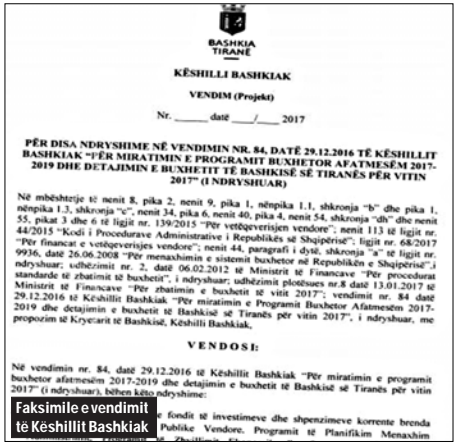 BASHKIA
TIRANË
KËSHILLI BASHKIAK
VENDIM (Projekt)
Nr. ______ datë ____/____ 2017
PËR DISA NDRYSHIME NË VENDIMIN NR. 84, DATË 29.12.2016 TË KËSHILLIT
BASHKIAK "PËR MIRATIMIN E PROGRAMIT BUXHETOR AFATMESËM 2017-
2019 DHE DETAJIMIN E BUXHETIT TË BASHKISË SË TIRANËS PËR VITIN
2017" (I NDRYSHUAR)
Në mbështetje të nenit 8, pika 2, nenit 9, pika 1, nënpika 1.1, shkronja "b" dhe pika 1,
nënpika 1.3, shkronja "c", nenit 34, pika 6, nenit 40, pika 4, nenit 54, shkronja "dh" dhe nenit
55, pikat 3 dhe 6 të ligjit nr. 139/2015 "Për vetëqeverisjen vendore"; nenit 113 të ligjit nr.
44/2015 "Kodi i Procedurave Administrative i Republikës së Shqipërisë"; ligjit nr. 68/2017
"Për financat e vetëqeverisjes vendore"; nenit 44, paragrafi i dytë, shkronja "a" të ligjit nr.
9936, datë 26.06.2008 "Për menaxhimin e sistemit buxhetor në Republikën e Shqipërisë",i
ndryshuar; udhëzimit nr. 2, datë 06.02.2012 të Ministrit të Financave "Për procedurat
standarde të zbatimit të buxhetit", i ndryshuar; udhëzimit plotësues nr.8 datë 13.01.2017 të
Ministrit të Financave "Për zbatimin e buxhetit të vitit 2017"; vendimit nr. 84 datë
29.12.2016 të Këshillit Bashkiak "Për miratimin e Programit Buxhetor Afatmesëm 2017-
2019 dhe detajimin e buxhetit të Bashkisë së Tiranës për vitin 2017", i ndryshuar, me
propozim të Kryetarit të Bashkisë, Këshilli Bashkiak,
VENDOSI:
Në vendimin nr. 84, datë 29.12.2016 të Këshillit Bashkiak "Për miratimin e programit
buxhetor afatmesëm 2017-2019 dhe detajimin e buxhetit të Bashkisë së Tiranës për vitin
2017" (i ndryshuar), bëhen këto ndryshime:
Faksimile e vendimit
të Këshillit Bashkiak
e fondit të investimeve dhe shpenzimeve korrente brenda
Publike Vendore. Programit të Planifikim Menaxhim